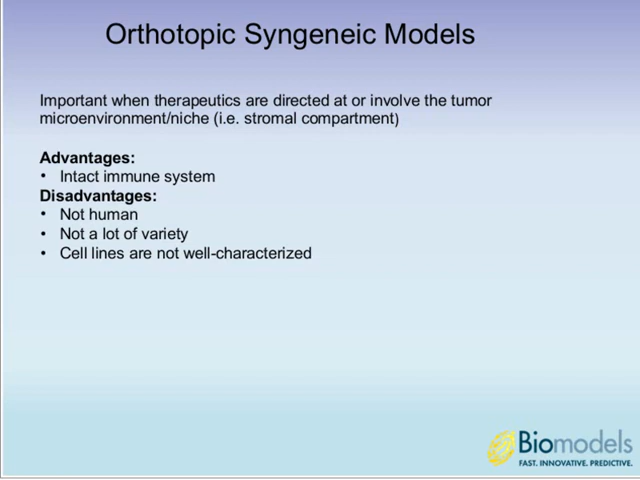 Orthotopic Syngeneic Models
Important when therapeutics are directed at or involve the tumor
microenvironment/niche (i.e. stromal compartment)
Advantages:
• Intact immune system
Disadvantages:
• Not human
• Not a lot of variety
• Cell lines are not well-characterized
Biomodels
FAST. INNOVATIVE. PREDICTIVE.